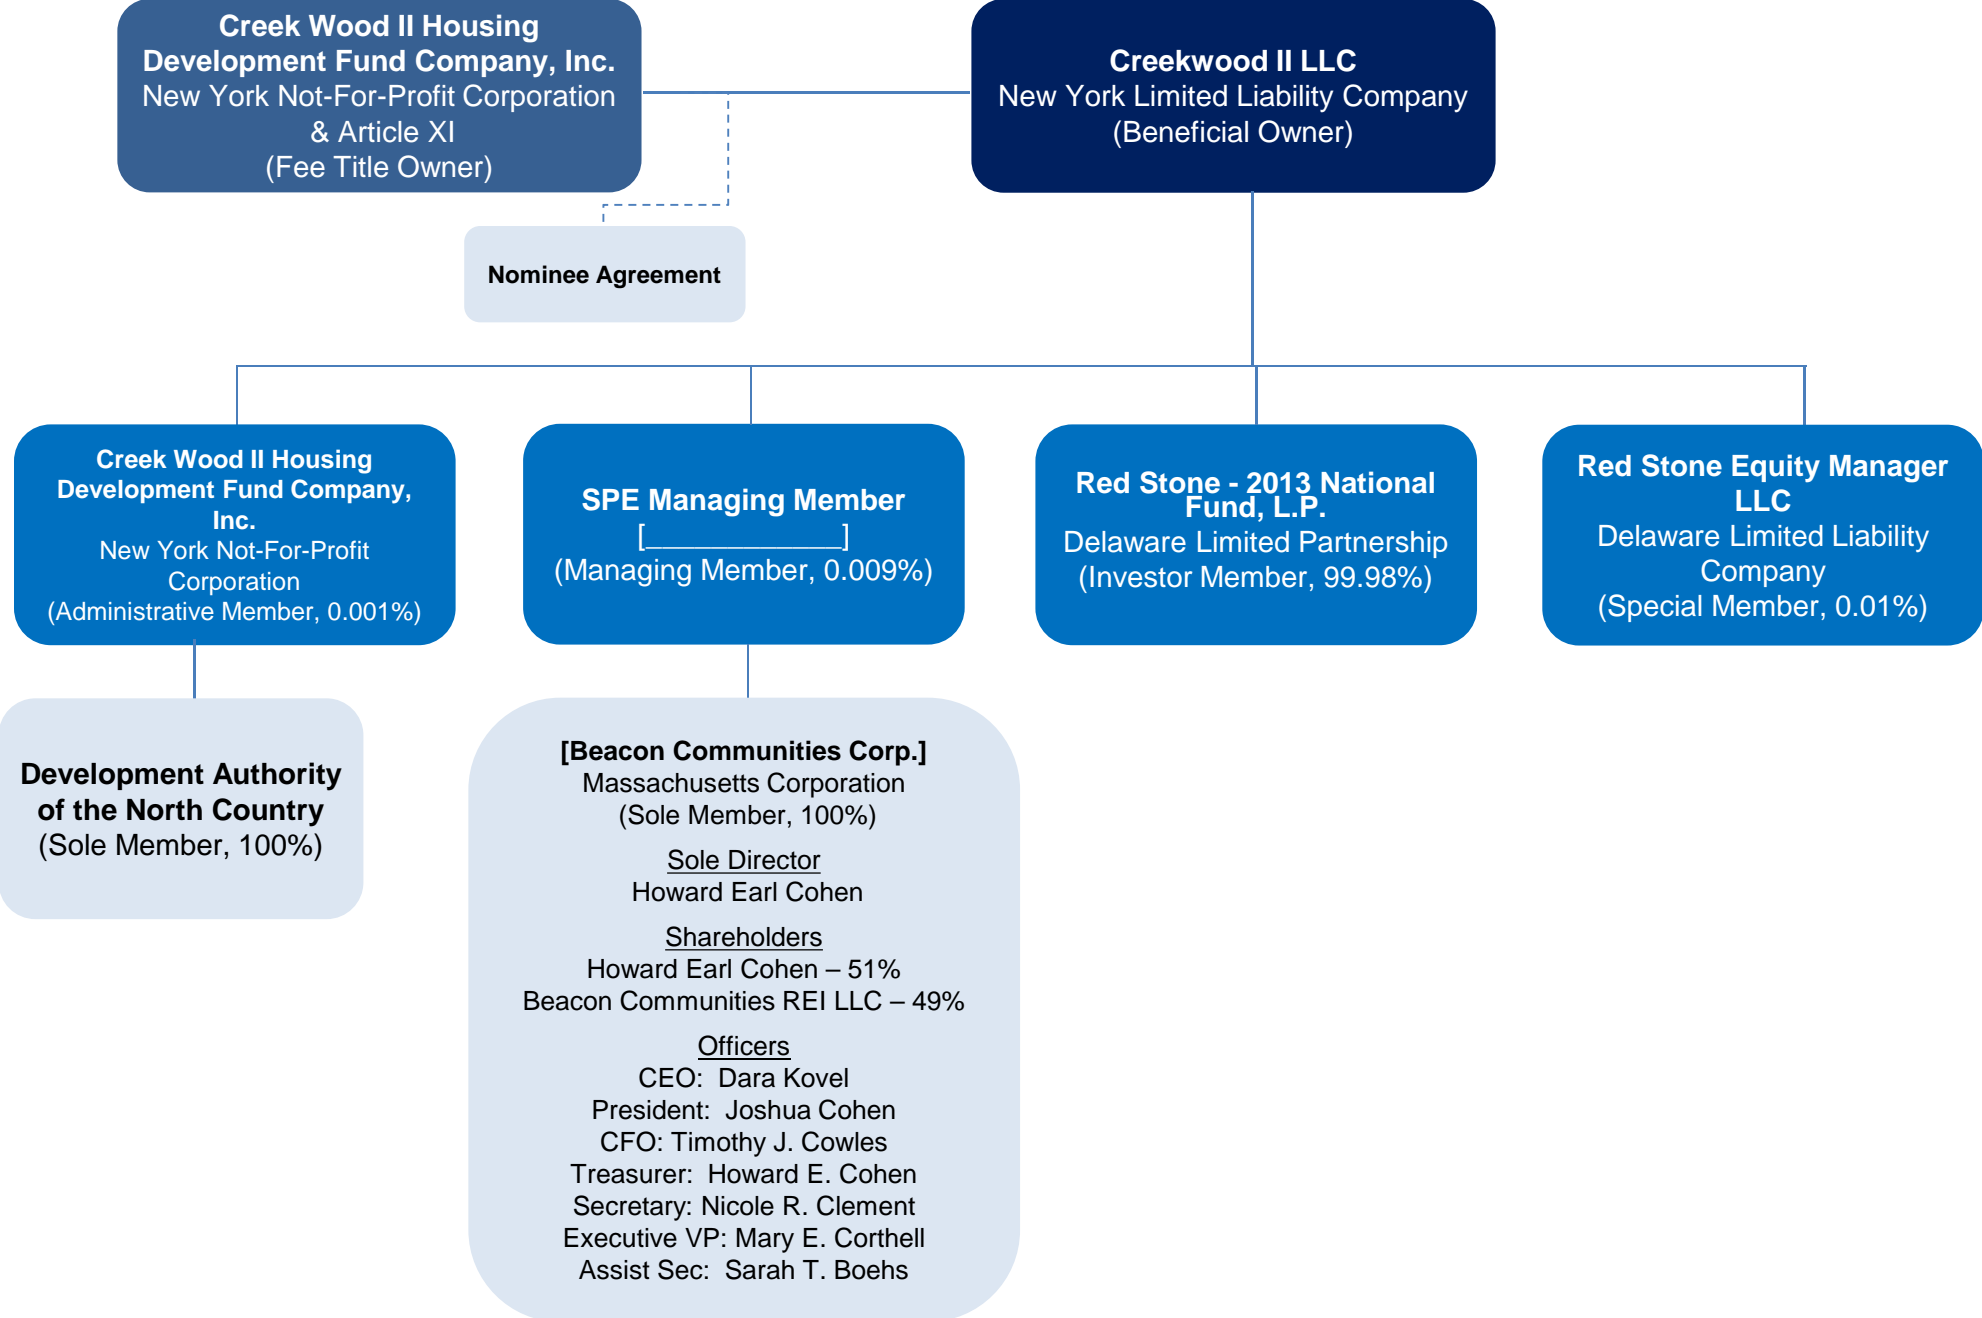 Creek Wood II Housing
Development Fund Company, Inc.
New York Not-For-Profit Corporation
& Article XI
(Fee Title Owner)
Creekwood II LLC
New York Limited Liability Company
(Beneficial Owner)
Nominee Agreement
Creek Wood II Housing
Development Fund Company,
Inc.
New York Not-For-Profit
Corporation
(Administrative Member, 0.001%)
SPE Managing Member
[____________]
(Managing Member, 0.009%)
Red Stone - 2013 National
Fund, L.P.
Delaware Limited Partnership
(Investor Member, 99.98%)
Red Stone Equity Manager
LLC
Delaware Limited Liability
Company
(Special Member, 0.01%)
Development Authority
of the North Country
(Sole Member, 100%)
[Beacon Communities Corp.]
Massachusetts Corporation
(Sole Member, 100%)
Sole Director
Howard Earl Cohen
Shareholders
Howard Earl Cohen – 51%
Beacon Communities REI LLC – 49%
Officers
CEO:  Dara Kovel
President:  Joshua Cohen
CFO: Timothy J. Cowles
Treasurer:  Howard E. Cohen
Secretary: Nicole R. Clement
Executive VP: Mary E. Corthell
Assist Sec:  Sarah T. Boehs